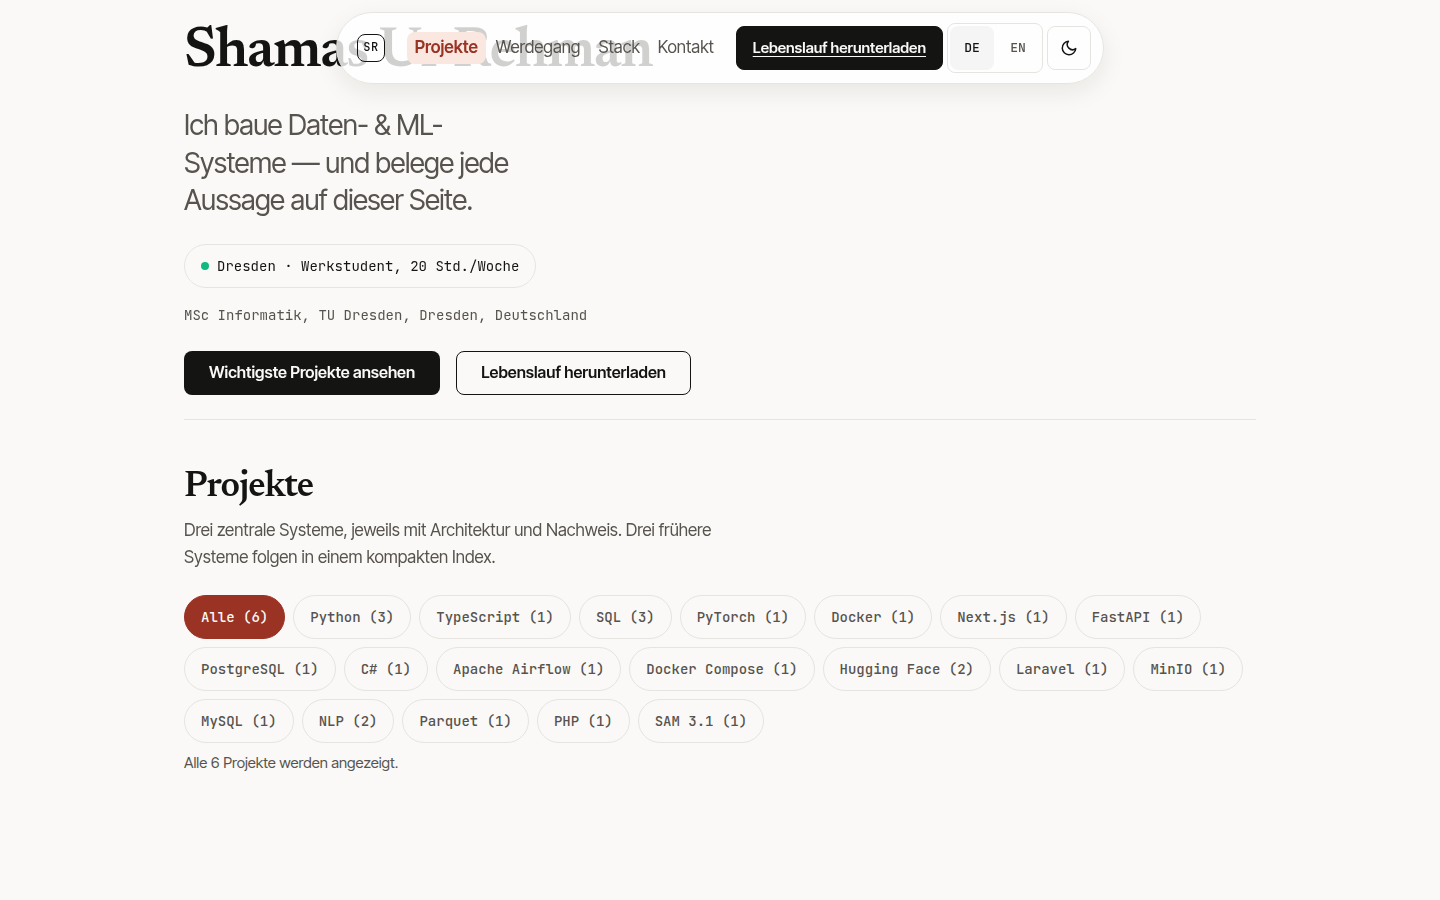 Shamas Ur Rehman
SR Projekte Werdegang Stack Kontakt Lebenslauf herunterladen DE EN
Ich baue Daten- & ML-
Systeme — und belege jede
Aussage auf dieser Seite.
Dresden · Werkstudent, 20 Std./Woche
MSc Informatik, TU Dresden, Dresden, Deutschland
Wichtigste Projekte ansehen Lebenslauf herunterladen
Projekte
Drei zentrale Systeme, jeweils mit Architektur und Nachweis. Drei frühere
Systeme folgen in einem kompakten Index.
Alle (6) Python (3) TypeScript (1) SQL (3) PyTorch (1) Docker (1) Next.js (1) FastAPI (1)
PostgreSQL (1) C# (1) Apache Airflow (1) Docker Compose (1) Hugging Face (2) Laravel (1) MinIO (1)
MySQL (1) NLP (2) Parquet (1) PHP (1) SAM 3.1 (1)
Alle 6 Projekte werden angezeigt.